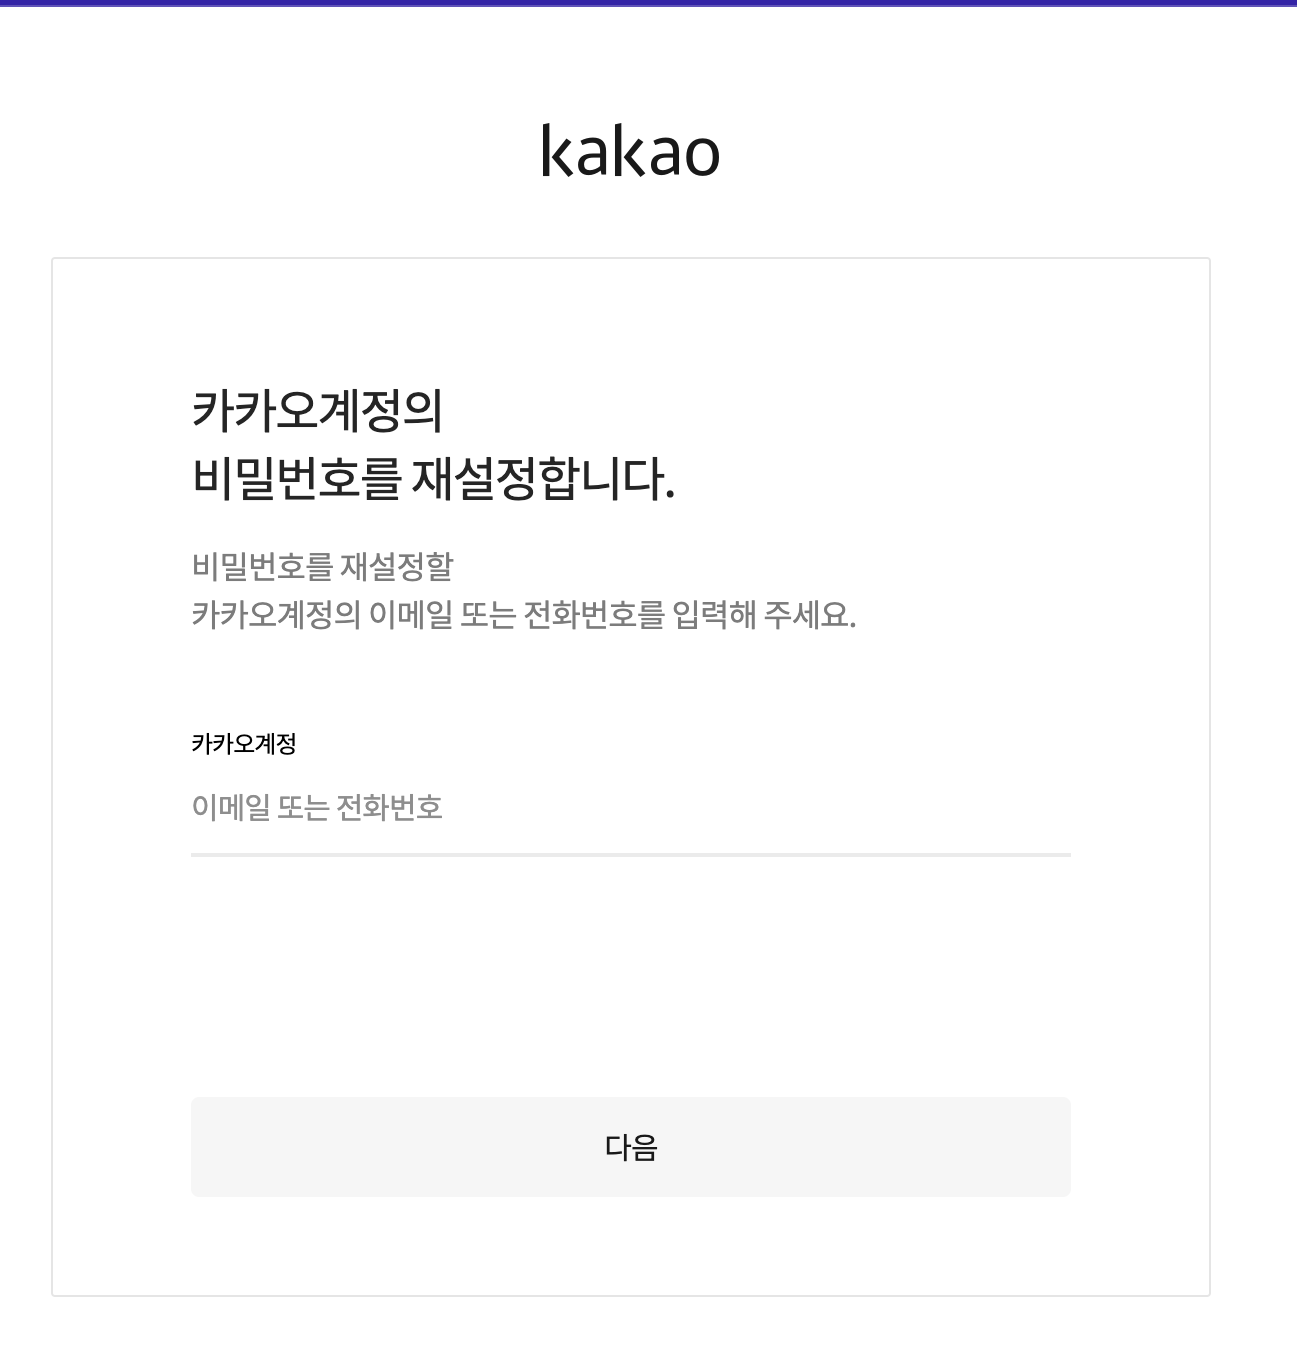 kakao
카카오계정의
비밀번호를 재설정합니다.
비밀번호를 재설정할
카카오계정의 이메일 또는 전화번호를 입력해 주세요.
카카오계정
이메일 또는 전화번호
다음